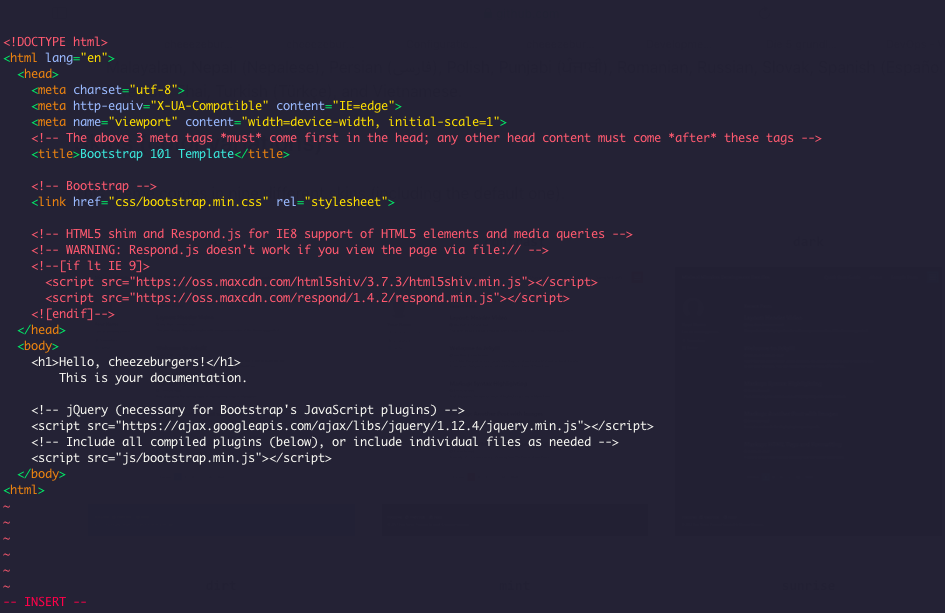 <!DOCTYPE html>
<html lang="en">
  <head>
    <meta charset="utf-8">
    <meta http-equiv="X-UA-Compatible" content="IE=edge">
    <meta name="viewport" content="width=device-width, initial-scale=1">
    <!-- The above 3 meta tags *must* come first in the head; any other head content must come *after* these tags -->
    <title>Bootstrap 101 Template</title>

    <!-- Bootstrap -->
    <link href="css/bootstrap.min.css" rel="stylesheet">

    <!-- HTML5 shim and Respond.js for IE8 support of HTML5 elements and media queries -->
    <!-- WARNING: Respond.js doesn't work if you view the page via file:// -->
    <!--[if lt IE 9]>
      <script src="https://oss.maxcdn.com/html5shiv/3.7.3/html5shiv.min.js"></script>
      <script src="https://oss.maxcdn.com/respond/1.4.2/respond.min.js"></script>
    <![endif]-->
  </head>
  <body>
    <h1>Hello, cheezeburgers!</h1>
        This is your documentation.

    <!-- jQuery (necessary for Bootstrap's JavaScript plugins) -->
    <script src="https://ajax.googleapis.com/ajax/libs/jquery/1.12.4/jquery.min.js"></script>
    <!-- Include all compiled plugins (below), or include individual files as needed -->
    <script src="js/bootstrap.min.js"></script>
  </body>
<html>
~
~
~
~
~
~
-- INSERT --